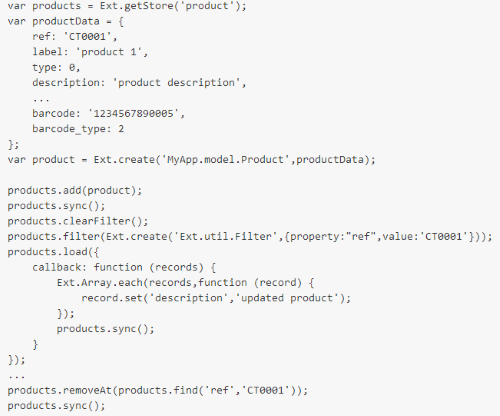 var products = Ext.getStore('product');
var productData = {
    ref: 'CT0001',
    label: 'product 1',
    type: 0,
    description: 'product description',
    ...
    barcode: '1234567890005',
    barcode_type: 2
};
var product = Ext.create('MyApp.model.Product',productData);

products.add(product);
products.sync();
products.clearFilter();
products.filter(Ext.create('Ext.util.Filter',{property:"ref",value:'CT0001'}));
products.load({
    callback: function (records) {
        Ext.Array.each(records,function (record) {
            record.set('description','updated product');
        });
        products.sync();
    }
});
...
products.removeAt(products.find('ref','CT0001'));
products.sync();